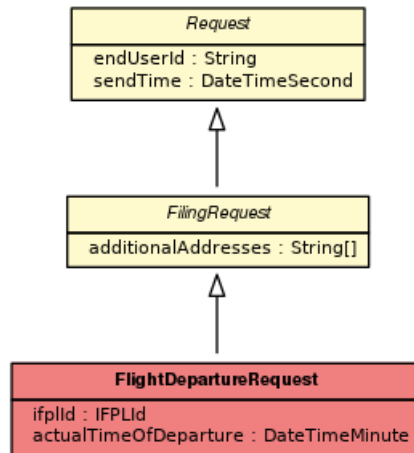 Request
endUserId : String
sendTime : DateTimeSecond
FilingRequest
additionalAddresses : String[]
FlightDepartureRequest
ifplId : IFPLId
actualTimeOfDeparture : DateTimeMinute